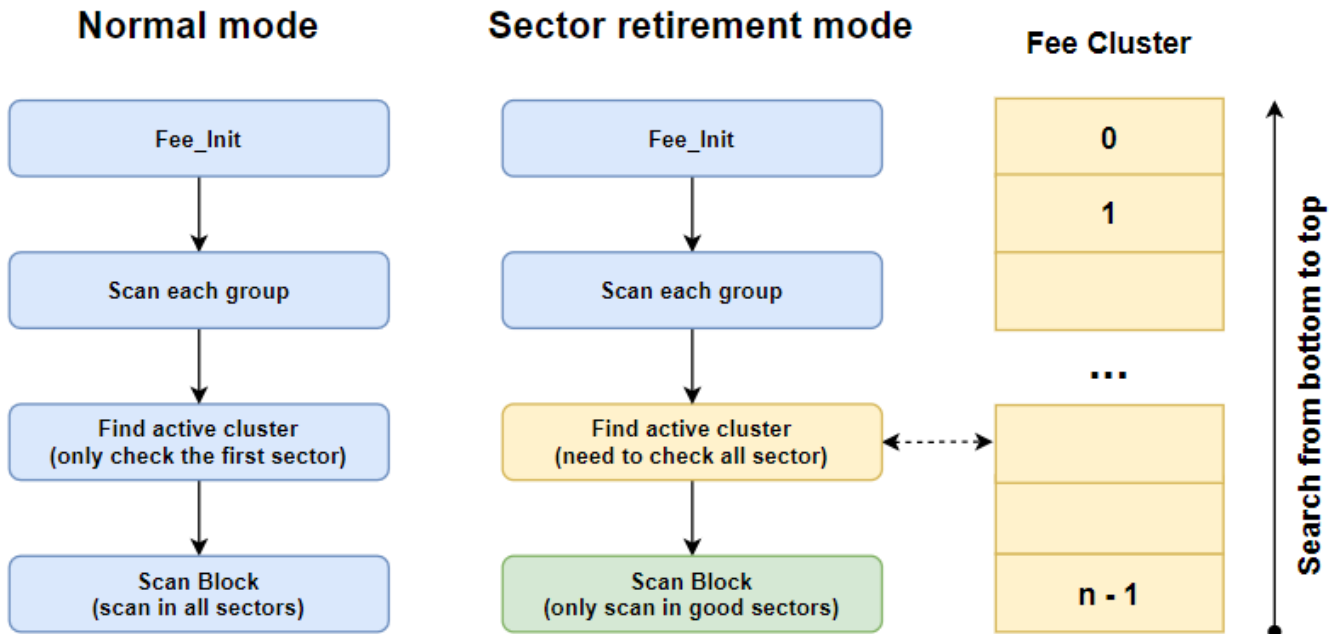 Normal mode
Fee_Init
Scan each group
Find active cluster
(only check the first sector)
Scan Block
(scan in all sectors)
Sector retirement mode
Fee_Init
Scan each group
Find active cluster
(need to check all sector)
Scan Block
(only scan in good sectors)
Fee Cluster
0
1
...
n - 1
Search from bottom to top